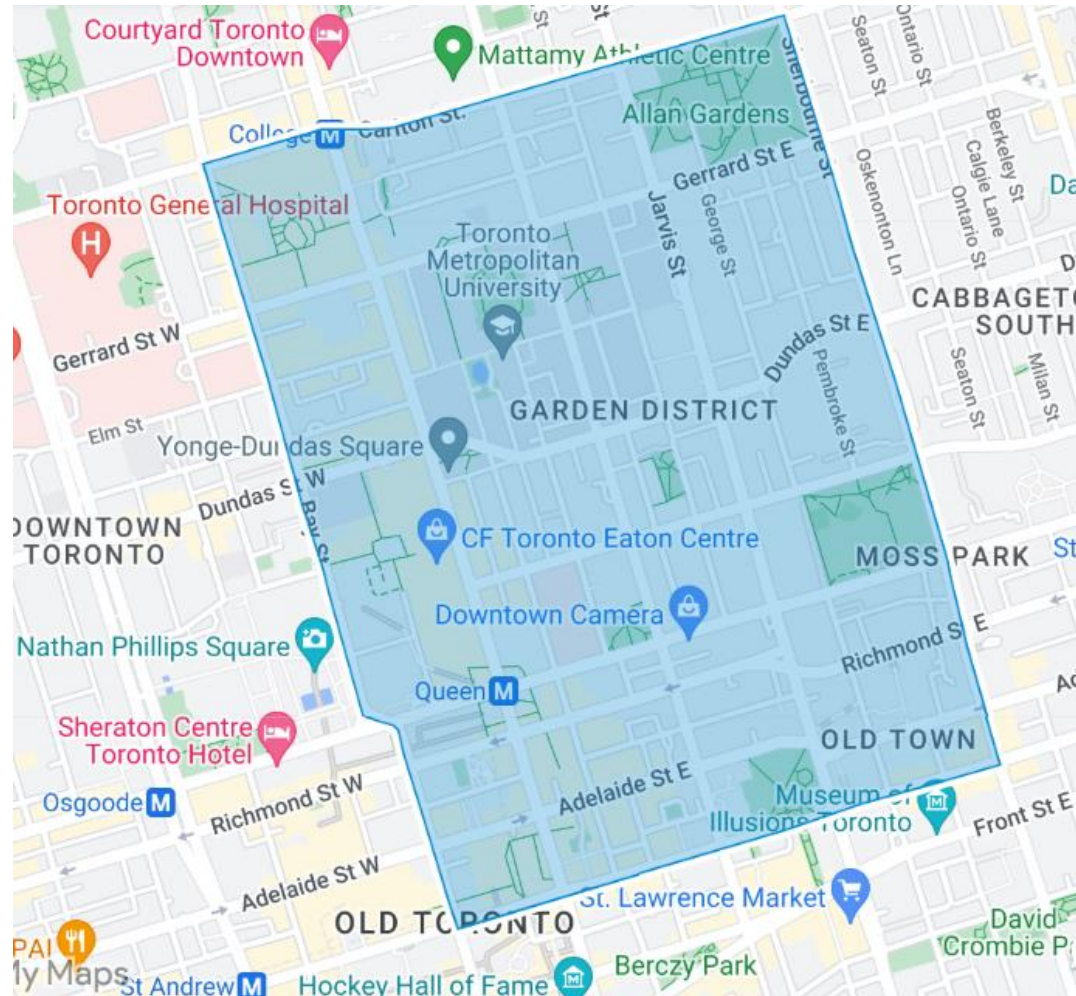 Courtyard Toronto
Downtown
Mattamy Athletic Centre
Allan Gardens
Sherbourne St
Seaton St
Ontario St
College M
Carlton St.
Gerrard St E
Oskenonton Ln
Berkeley St
Calgie Lane
Ontario St
Da
Toronto General Hospital
H
Toronto
Metropolitan
University
Jarvis St
George St
D
CABBAGETO
SOUTH
Gerrard St W
Dundas St E
Pembroke St
Seaton St
Milan St
Elm St
GARDEN DISTRICT
Yonge-Dundas Square
Dundas St W
Bay St
DOWNTOWN
TORONTO
CF Toronto Eaton Centre
MOSS PARK
St
Downtown Camera
Nathan Phillips Square
Richmond St E
Queen M
Ad
Sheraton Centre
Toronto Hotel
OLD TOWN
Osgoode M
Richmond St W
Adelaide St E
Museum of
Illusions Toronto
Front St E
Adelaide St W
St. Lawrence Market
OLD TORONTO
David
Crombie P
PAI
My Maps
St Andrew M
Hockey Hall of Fame
Berczy Park